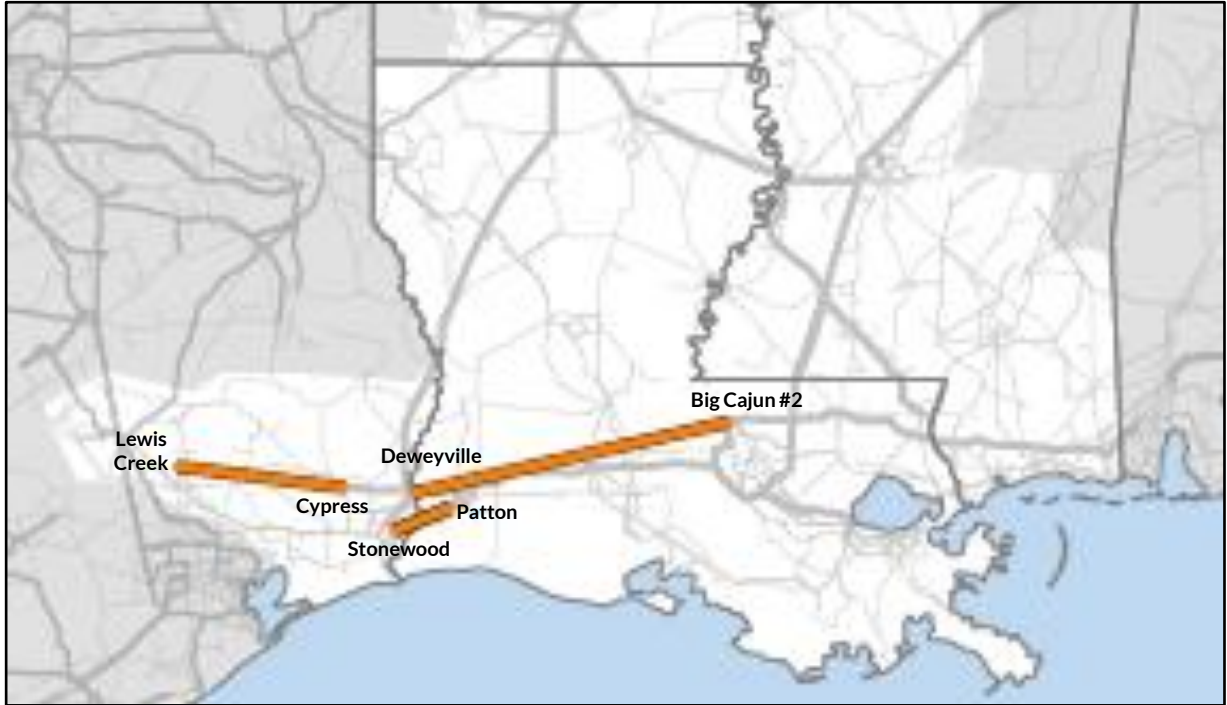 Big Cajun #2
Lewis
Creek
Deweyville
Cypress
Patton
Stonewood